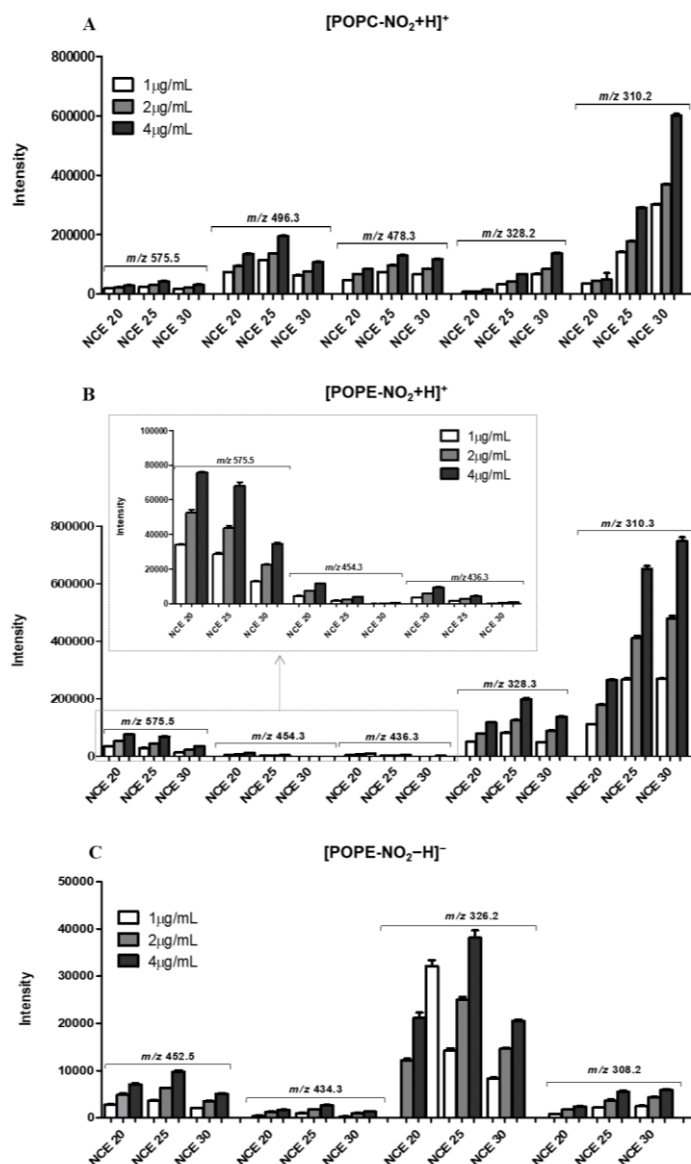 A
[POPC-NO₂+H]⁺
800000
600000
400000
200000
0
Intensity
1µg/mL
2µg/mL
4µg/mL
m/z 575.5
m/z 496.3
m/z 478.3
m/z 328.2
m/z 310.2
NCE 20 NCE 25 NCE 30 NCE 20 NCE 25 NCE 30 NCE 20 NCE 25 NCE 30 NCE 20 NCE 25 NCE 30 NCE 20 NCE 25 NCE 30
B
[POPE-NO₂+H]⁺
100000
80000
60000
40000
20000
0
Intensity
m/z 575.5
m/z 454.3
m/z 436.3
1µg/mL
2µg/mL
4µg/mL
NCE 20 NCE 25 NCE 30 NCE 20 NCE 25 NCE 30 NCE 20 NCE 25 NCE 30
800000
600000
400000
200000
0
Intensity
m/z 575.5
m/z 454.3
m/z 436.3
m/z 328.3
m/z 310.3
NCE 20 NCE 25 NCE 30 NCE 20 NCE 25 NCE 30 NCE 20 NCE 25 NCE 30 NCE 20 NCE 25 NCE 30 NCE 20 NCE 25 NCE 30
C
[POPE-NO₂−H]⁻
50000
40000
30000
20000
10000
0
Intensity
1µg/mL
2µg/mL
4µg/mL
m/z 452.5
m/z 434.3
m/z 326.2
m/z 308.2
NCE 20 NCE 25 NCE 30 NCE 20 NCE 25 NCE 30 NCE 20 NCE 25 NCE 30 NCE 20 NCE 25 NCE 30